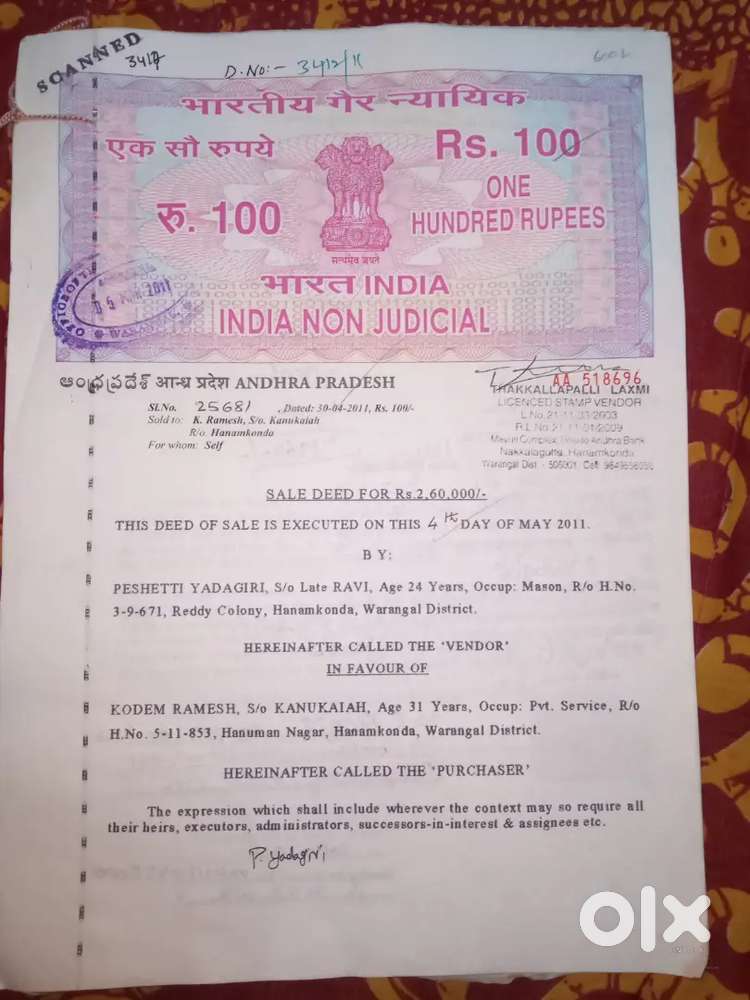 SCANNED
3417
D.No:- 3412/11
भारतीय गैर न्यायिक
एक सौ रुपये
Rs. 100
रु. 100
ONE
HUNDRED RUPEES
सत्यमेव जयते
भारत INDIA
INDIA NON JUDICIAL
ఆంధ్రప్రదేశ్ आन्ध्र प्रदेश ANDHRA PRADESH
AA 518696
THAKKALLAPALLI LAXMI
LICENCED STAMP VENDOR
Sl.No. 25681 , Dated: 30-04-2011, Rs. 100/-
Sold to: K. Ramesh, S/o. Kanukaiah
R/o. Hanamkonda
For whom: Self
Nakkalagutta, Hanamkonda
SALE DEED FOR Rs.2,60,000/-
THIS DEED OF SALE IS EXECUTED ON THIS 4th DAY OF MAY 2011.
BY:
PESHETTI YADAGIRI, S/o Late RAVI, Age 24 Years, Occup: Mason, R/o H.No.
3-9-671, Reddy Colony, Hanamkonda, Warangal District.
HEREINAFTER CALLED THE ‘VENDOR’
IN FAVOUR OF
KODEM RAMESH, S/o KANUKAIAH, Age 31 Years, Occup: Pvt. Service, R/o
H.No. 5-11-853, Hanuman Nagar, Hanamkonda, Warangal District.
HEREINAFTER CALLED THE ‘PURCHASER’
The expression which shall include wherever the context may so require all
their heirs, executors, administrators, successors-in-interest & assignees etc.
P. Yadagiri
olx